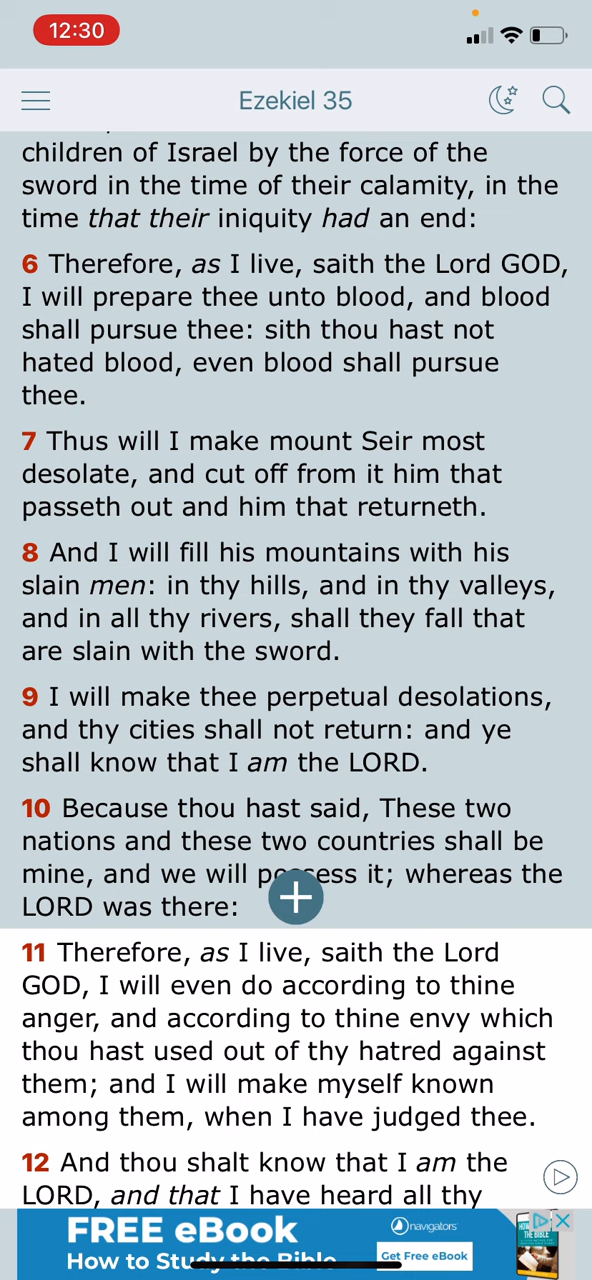 12:30
Ezekiel 35
children of Israel by the force of the
sword in the time of their calamity, in the
time that their iniquity had an end:
6 Therefore, as I live, saith the Lord GOD,
I will prepare thee unto blood, and blood
shall pursue thee: sith thou hast not
hated blood, even blood shall pursue
thee.
7 Thus will I make mount Seir most
desolate, and cut off from it him that
passeth out and him that returneth.
8 And I will fill his mountains with his
slain men: in thy hills, and in thy valleys,
and in all thy rivers, shall they fall that
are slain with the sword.
9 I will make thee perpetual desolations,
and thy cities shall not return: and ye
shall know that I am the LORD.
10 Because thou hast said, These two
nations and these two countries shall be
mine, and we will possess it; whereas the
LORD was there:
11 Therefore, as I live, saith the Lord
GOD, I will even do according to thine
anger, and according to thine envy which
thou hast used out of thy hatred against
them; and I will make myself known
among them, when I have judged thee.
12 And thou shalt know that I am the
LORD, and that I have heard all thy
FREE eBook
How to Study the Bible
navigators
Get Free eBook
THE BIBLE